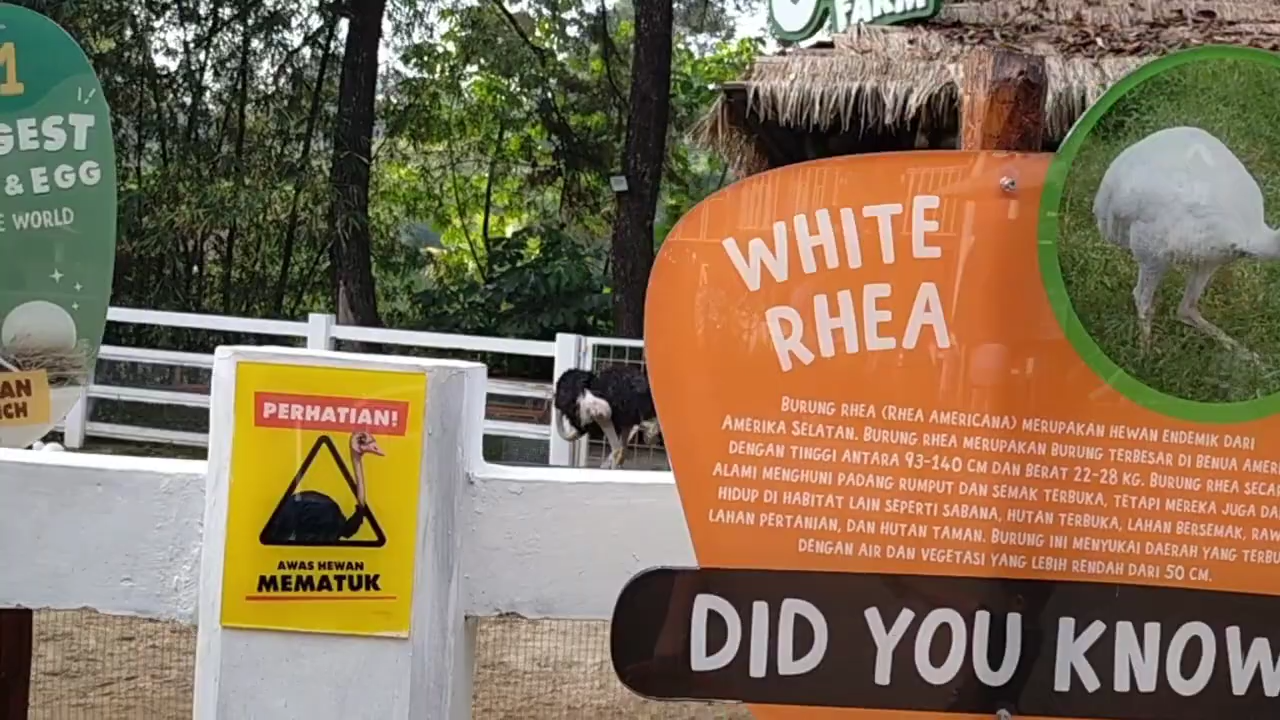 FARM
1
GEST
& EGG
E WORLD
AN
ICH
PERHATIAN!
AWAS HEWAN
MEMATUK
WHITE
RHEA
BURUNG RHEA (RHEA AMERICANA) MERUPAKAN HEWAN ENDEMIK DARI
AMERIKA SELATAN. BURUNG RHEA MERUPAKAN BURUNG TERBESAR DI BENUA AMER
DENGAN TINGGI ANTARA 93-140 CM DAN BERAT 22-28 KG. BURUNG RHEA SECA
ALAMI MENGHUNI PADANG RUMPUT DAN SEMAK TERBUKA, TETAPI MEREKA JUGA DA
HIDUP DI HABITAT LAIN SEPERTI SABANA, HUTAN TERBUKA, LAHAN BERSEMAK, RAW
LAHAN PERTANIAN, DAN HUTAN TAMAN. BURUNG INI MENYUKAI DAERAH YANG TERBU
DENGAN AIR DAN VEGETASI YANG LEBIH RENDAH DARI 50 CM.
DID YOU KNOW